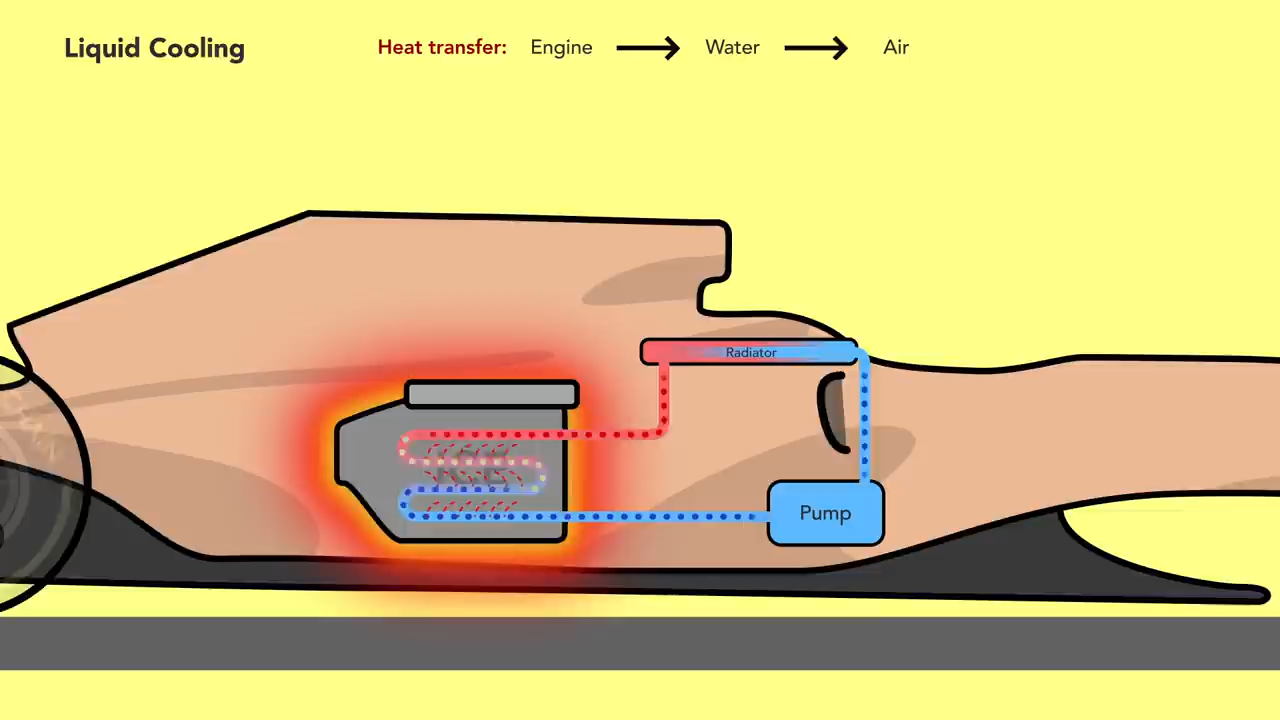 Liquid Cooling
Heat transfer: Engine → Water → Air
Radiator
Pump